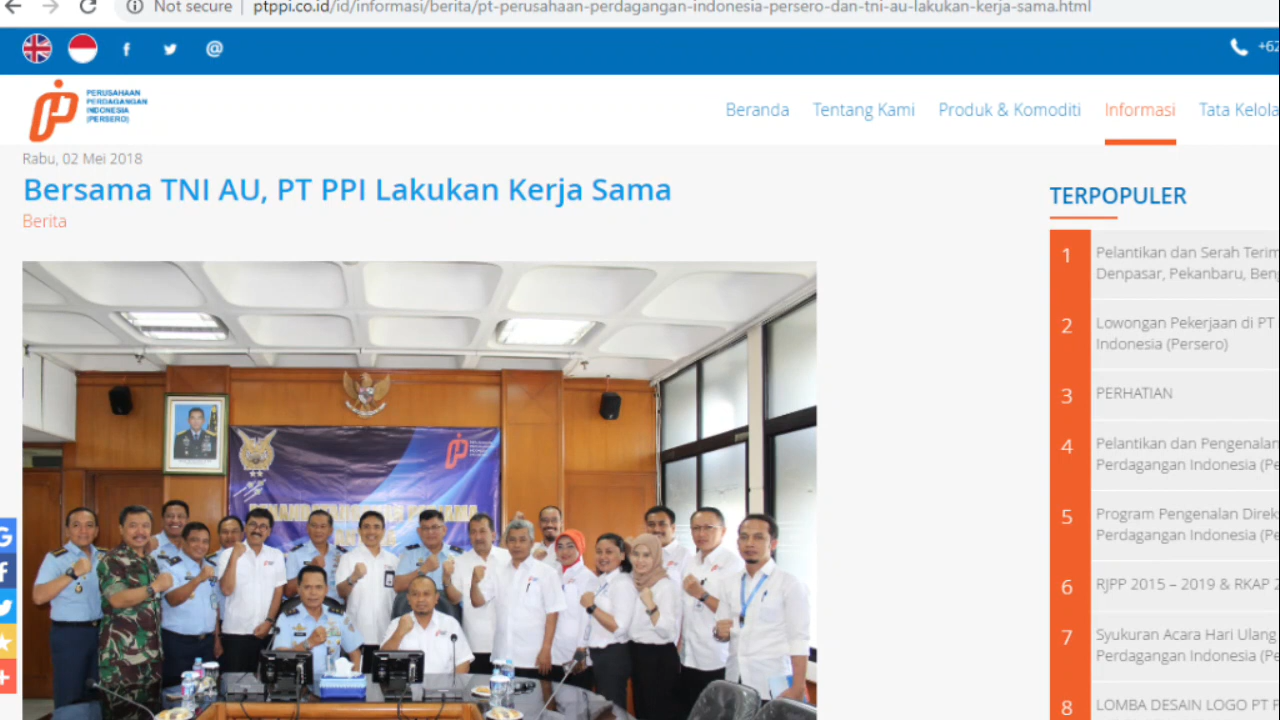 Not secure | ptppi.co.id/id/informasi/berita/pt-perusahaan-perdagangan-indonesia-persero-dan-tni-au-lakukan-kerja-sama.html
+62
PERUSAHAAN
PERDAGANGAN
INDONESIA
(PERSERO)
Beranda Tentang Kami Produk & Komoditi Informasi Tata Kelola
Rabu, 02 Mei 2018
Bersama TNI AU, PT PPI Lakukan Kerja Sama
Berita
TERPOPULER
1 Pelantikan dan Serah Terim
Denpasar, Pekanbaru, Beng
2 Lowongan Pekerjaan di PT
Indonesia (Persero)
3 PERHATIAN
4 Pelantikan dan Pengenalan
Perdagangan Indonesia (Pe
5 Program Pengenalan Direk
Perdagangan Indonesia (Pe
6 RJPP 2015 – 2019 & RKAP 2
7 Syukuran Acara Hari Ulang
Perdagangan Indonesia (Pe
8 LOMBA DESAIN LOGO PT P